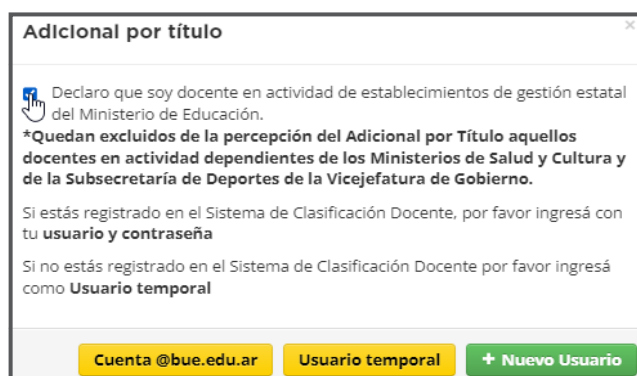 Adicional por título
×
Declaro que soy docente en actividad de establecimientos de gestión estatal
del Ministerio de Educación.
*Quedan excluidos de la percepción del Adicional por Título aquellos
docentes en actividad dependientes de los Ministerios de Salud y Cultura y
de la Subsecretaría de Deportes de la Vicejefatura de Gobierno.
Si estás registrado en el Sistema de Clasificación Docente, por favor ingresá con
tu usuario y contraseña
Si no estás registrado en el Sistema de Clasificación Docente por favor ingresá
como Usuario temporal
Cuenta @bue.edu.ar Usuario temporal + Nuevo Usuario